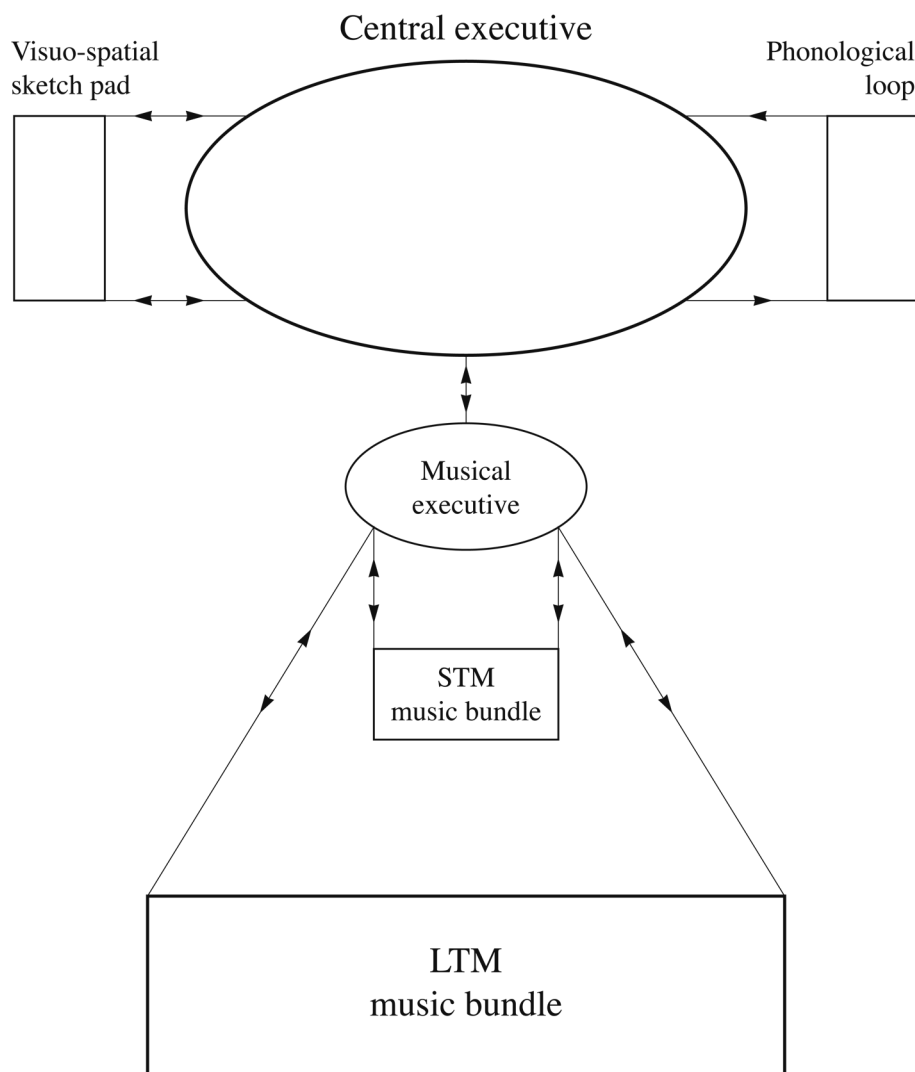 Central executive
Visuo-spatial
sketch pad
Phonological
loop
Musical
executive
STM
music bundle
LTM
music bundle